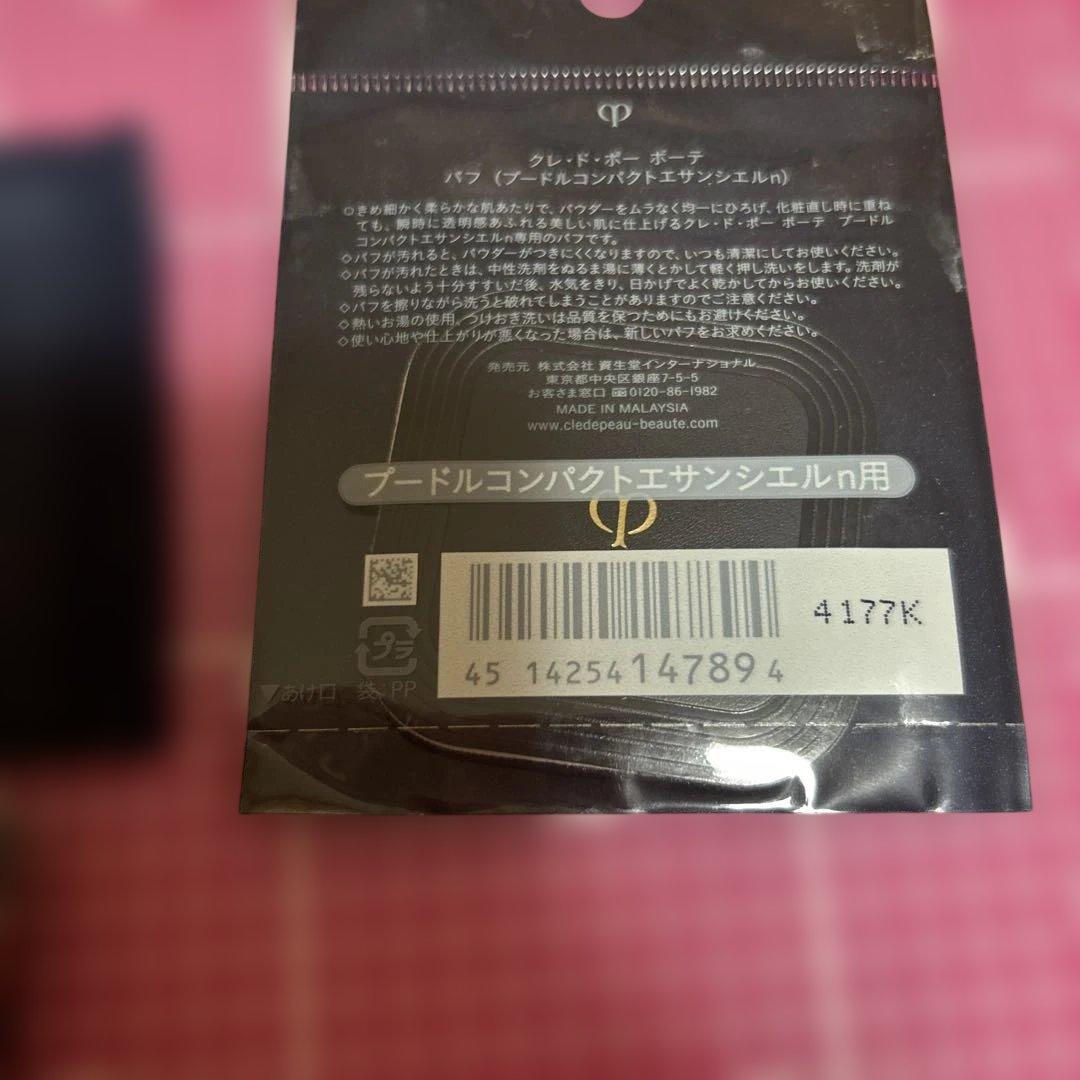 クレ・ド・ポー ボーテ
パフ（プードルコンパクトエサンシエルn）
○きめ細かく柔らかな肌あたりで、パウダーをムラなく均一にひろげ、化粧直し時に重ね
ても、瞬時に透明感あふれる美しい肌に仕上げるクレ・ド・ポー ボーテ プードル
コンパクトエサンシエルn専用のパフです。
◇パフが汚れると、パウダーがつきにくくなりますので、いつも清潔にしてお使いください。
◇パフが汚れたときは、中性洗剤をぬるま湯に薄くとかして軽く押し洗いをします。洗剤が
残らないよう十分すすいだ後、水気をきり、日かげでよく乾かしてからお使いください。
◇パフを擦りながら洗うと破れてしまうことがありますのでご注意ください。
◇熱いお湯の使用、つけおき洗いは品質を保つためにもお避けください。
◇使い心地や仕上がりが悪くなった場合は、新しいパフをお求めください。
発売元 株式会社 資生堂インターナショナル
東京都中央区銀座7-5-5
お客さま窓口 0120-86-1982
MADE IN MALAYSIA
www.cledepeau-beaute.com
プードルコンパクトエサンシエルn用
4177K
プラ
45 14254147894
▼あけ口 袋:PP